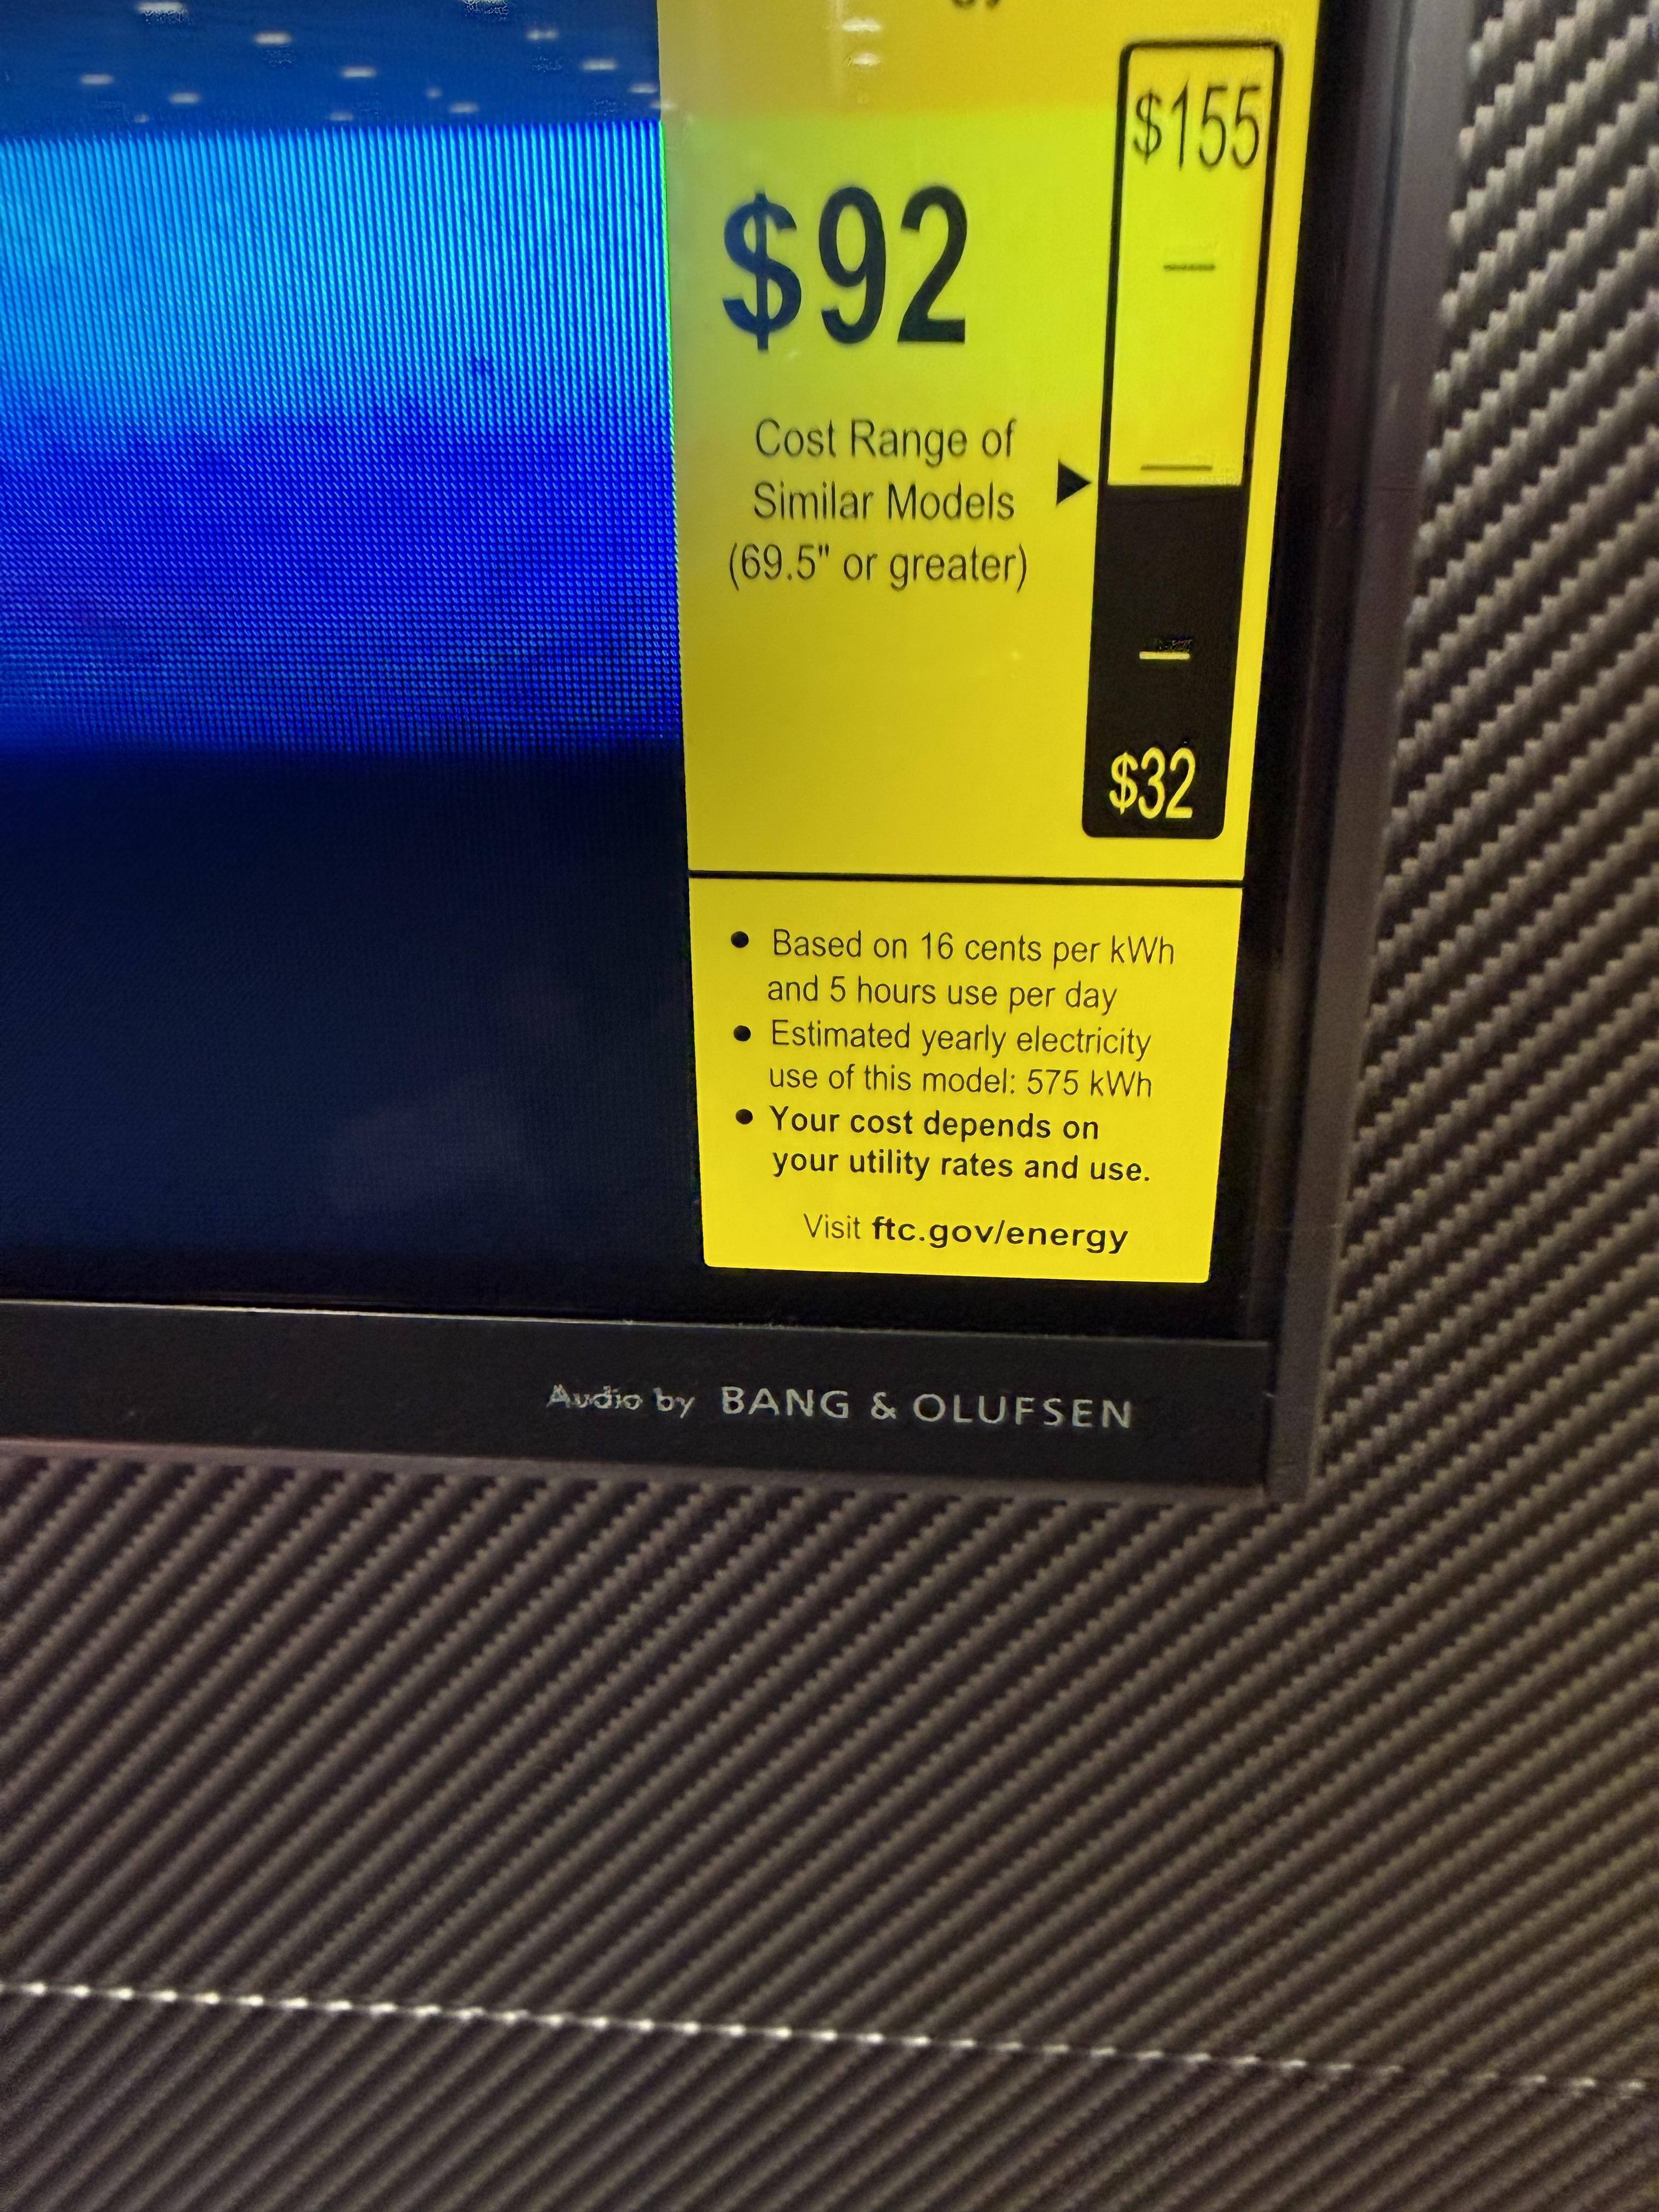 $155
$92
Cost Range of
Similar Models
(69.5" or greater)
$32
• Based on 16 cents per kWh
and 5 hours use per day
• Estimated yearly electricity
use of this model: 575 kWh
• Your cost depends on
your utility rates and use.
Visit ftc.gov/energy
Audio by BANG & OLUFSEN